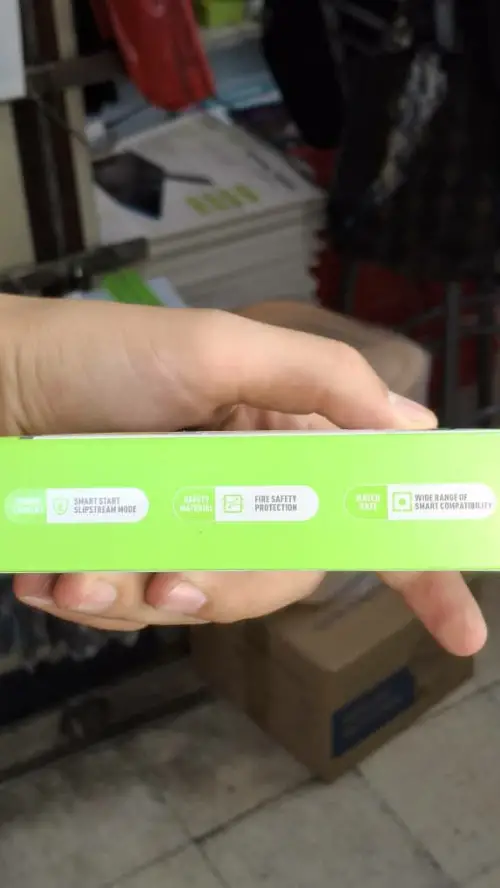 SMART START
SLIPSTREAM MODE
SAFETY
MATERIAL
FIRE SAFETY
PROTECTION
WATER
RATE
WIDE RANGE OF
SMART COMPATIBILITY